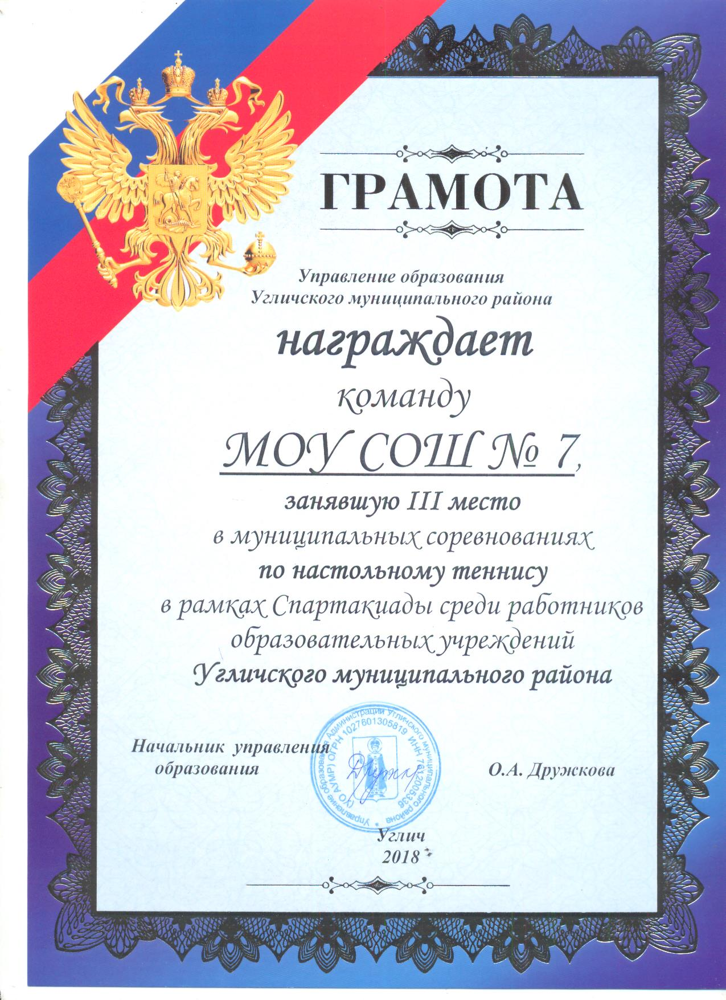 ГРАМОТА
Управление образования
Угличского муниципального района
награждает
команду
МОУ СОШ № 7,
занявшую III место
в муниципальных соревнованиях
по настольному теннису
в рамках Спартакиады среди работников
образовательных учреждений
Угличского муниципального района
Начальник управления
образования
О.А. Дружскова
Управление образования Администрации Угличского муниципального района *
(УО АУМР) ОГРН 1027601305819 ИНН 7612005336
Углич
2018